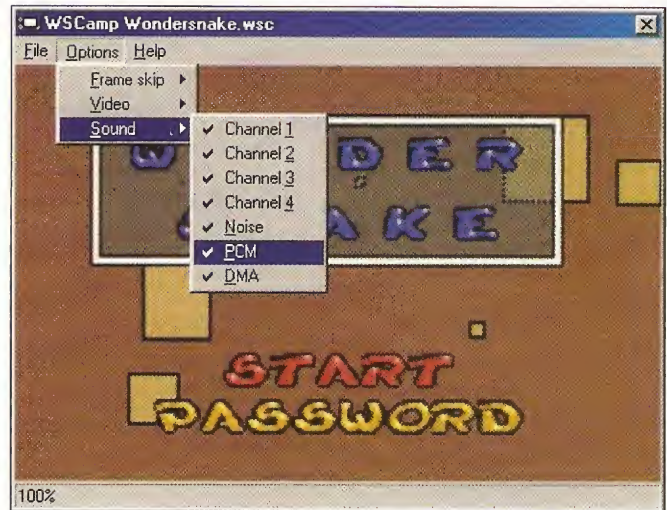 WSCamp Wondersnake.wsc
File Options Help
Frame skip
Video
Sound
✓ Channel 1
✓ Channel 2
✓ Channel 3
✓ Channel 4
✓ Noise
✓ PCM
✓ DMA
START
PASSWORD
100%